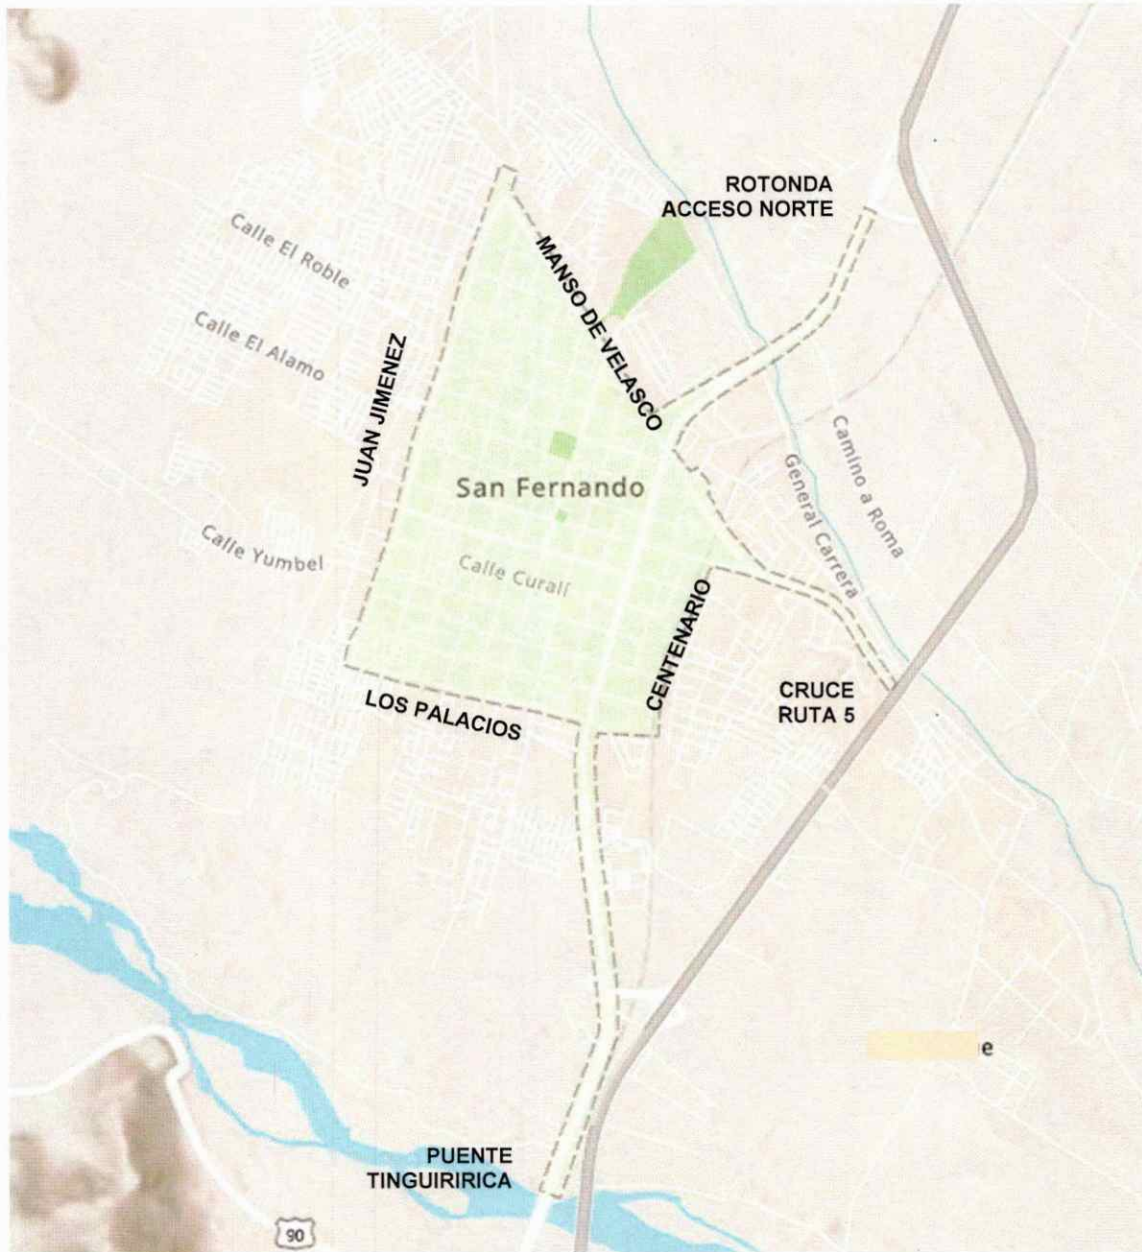 ROTONDA
ACCESO NORTE
Calle El Roble
MANSO DE VELASCO
Calle El Alamo
JUAN JIMENEZ
Camino a Roma
General Carrera
San Fernando
Calle Yumbel
Calle Curalí
CENTENARIO
CRUCE
RUTA 5
LOS PALACIOS
e
PUENTE
TINGUIRIRICA
90